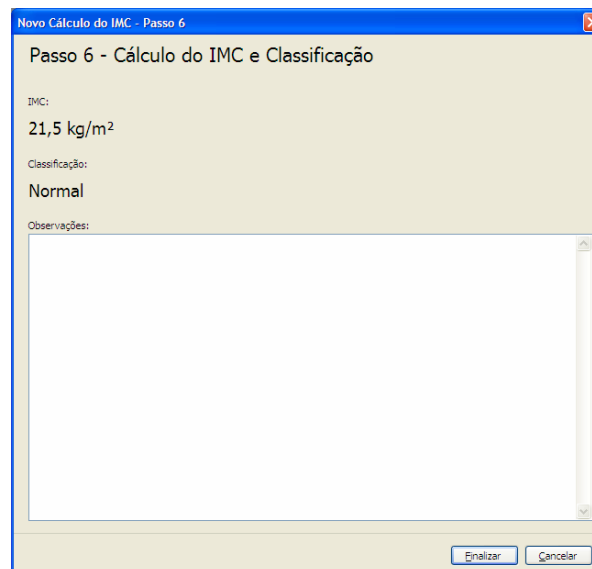 Novo Cálculo do IMC - Passo 6
Passo 6 - Cálculo do IMC e Classificação
IMC:
21,5 kg/m²
Classificação:
Normal
Observações:
Finalizar
Cancelar